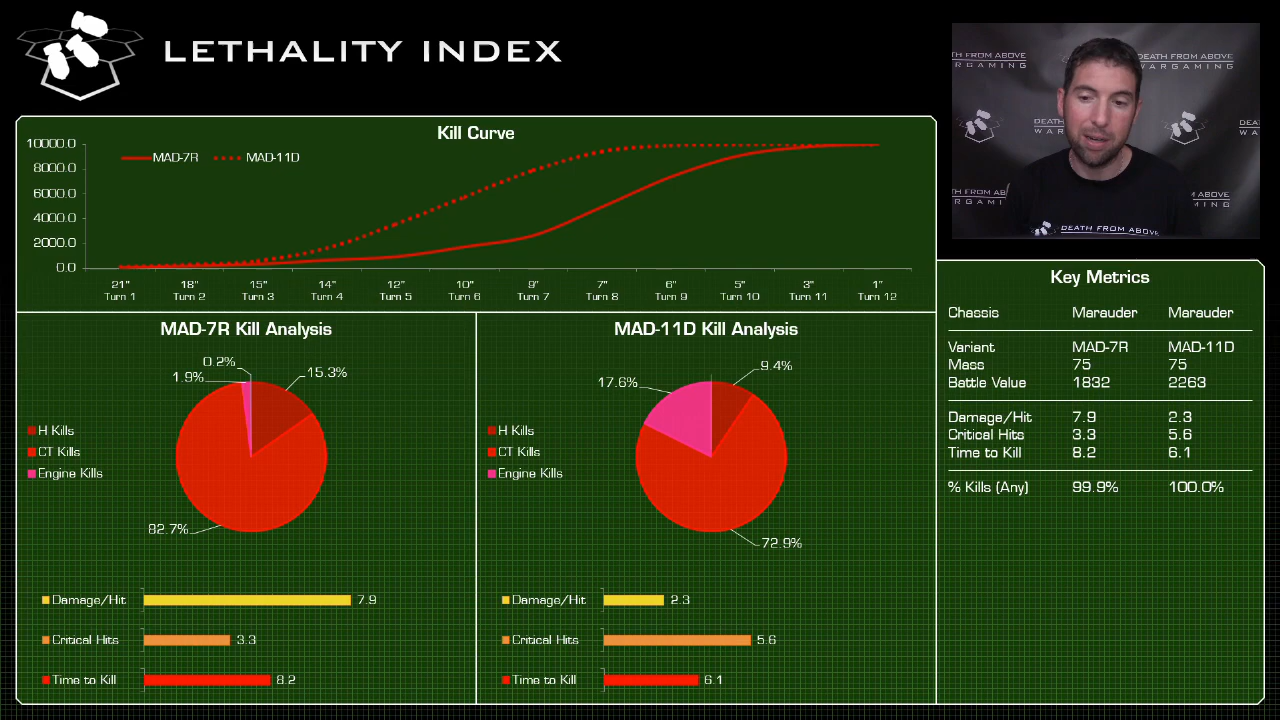 LETHALITY INDEX
DEATH FROM ABOVE
WARGAMING
DEATH FROM ABOVE
Kill Curve
MAD-7R
MAD-11D
10000.0
8000.0
6000.0
4000.0
2000.0
0.0
21" 18" 15" 14" 12" 10" 9" 7" 6" 5" 3" 1"
Turn 1 Turn 2 Turn 3 Turn 4 Turn 5 Turn 6 Turn 7 Turn 8 Turn 9 Turn 10 Turn 11 Turn 12
MAD-7R Kill Analysis
0.2%
1.9%
15.3%
H Kills
CT Kills
Engine Kills
82.7%
Damage/Hit 7.9
Critical Hits 3.3
Time to Kill 8.2
MAD-11D Kill Analysis
9.4%
17.6%
H Kills
CT Kills
Engine Kills
72.9%
Damage/Hit 2.3
Critical Hits 5.6
Time to Kill 6.1
Key Metrics
Chassis Marauder Marauder
Variant MAD-7R MAD-11D
Mass 75 75
Battle Value 1832 2263
Damage/Hit 7.9 2.3
Critical Hits 3.3 5.6
Time to Kill 8.2 6.1
% Kills (Any) 99.9% 100.0%